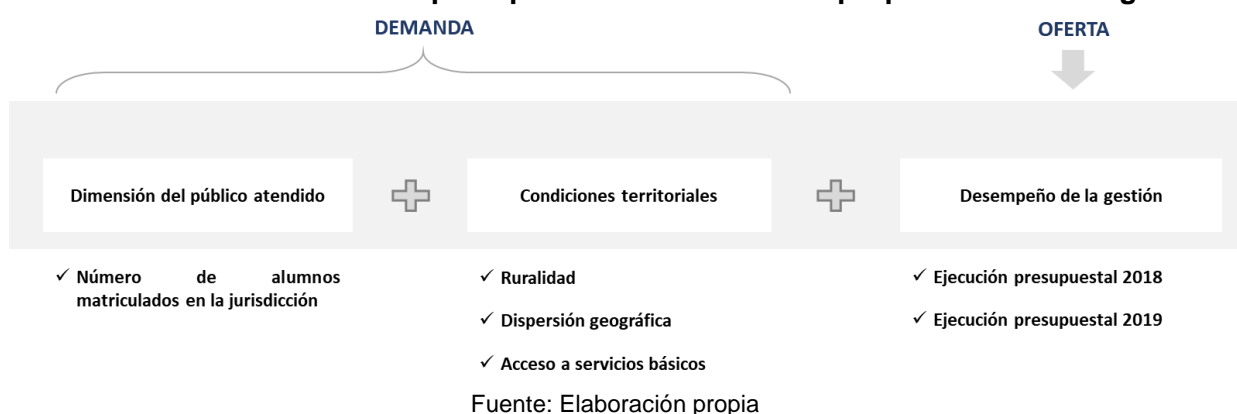 DEMANDA
OFERTA
Dimensión del público atendido
Condiciones territoriales
Desempeño de la gestión
✓ Número de alumnos
matriculados en la jurisdicción
✓ Ruralidad
✓ Dispersión geográfica
✓ Acceso a servicios básicos
✓ Ejecución presupuestal 2018
✓ Ejecución presupuestal 2019
Fuente: Elaboración propia